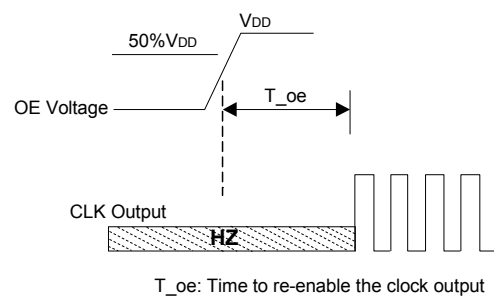 VDD
50%VDD
T_oe
OE Voltage
CLK Output
HZ
T_oe: Time to re-enable the clock output